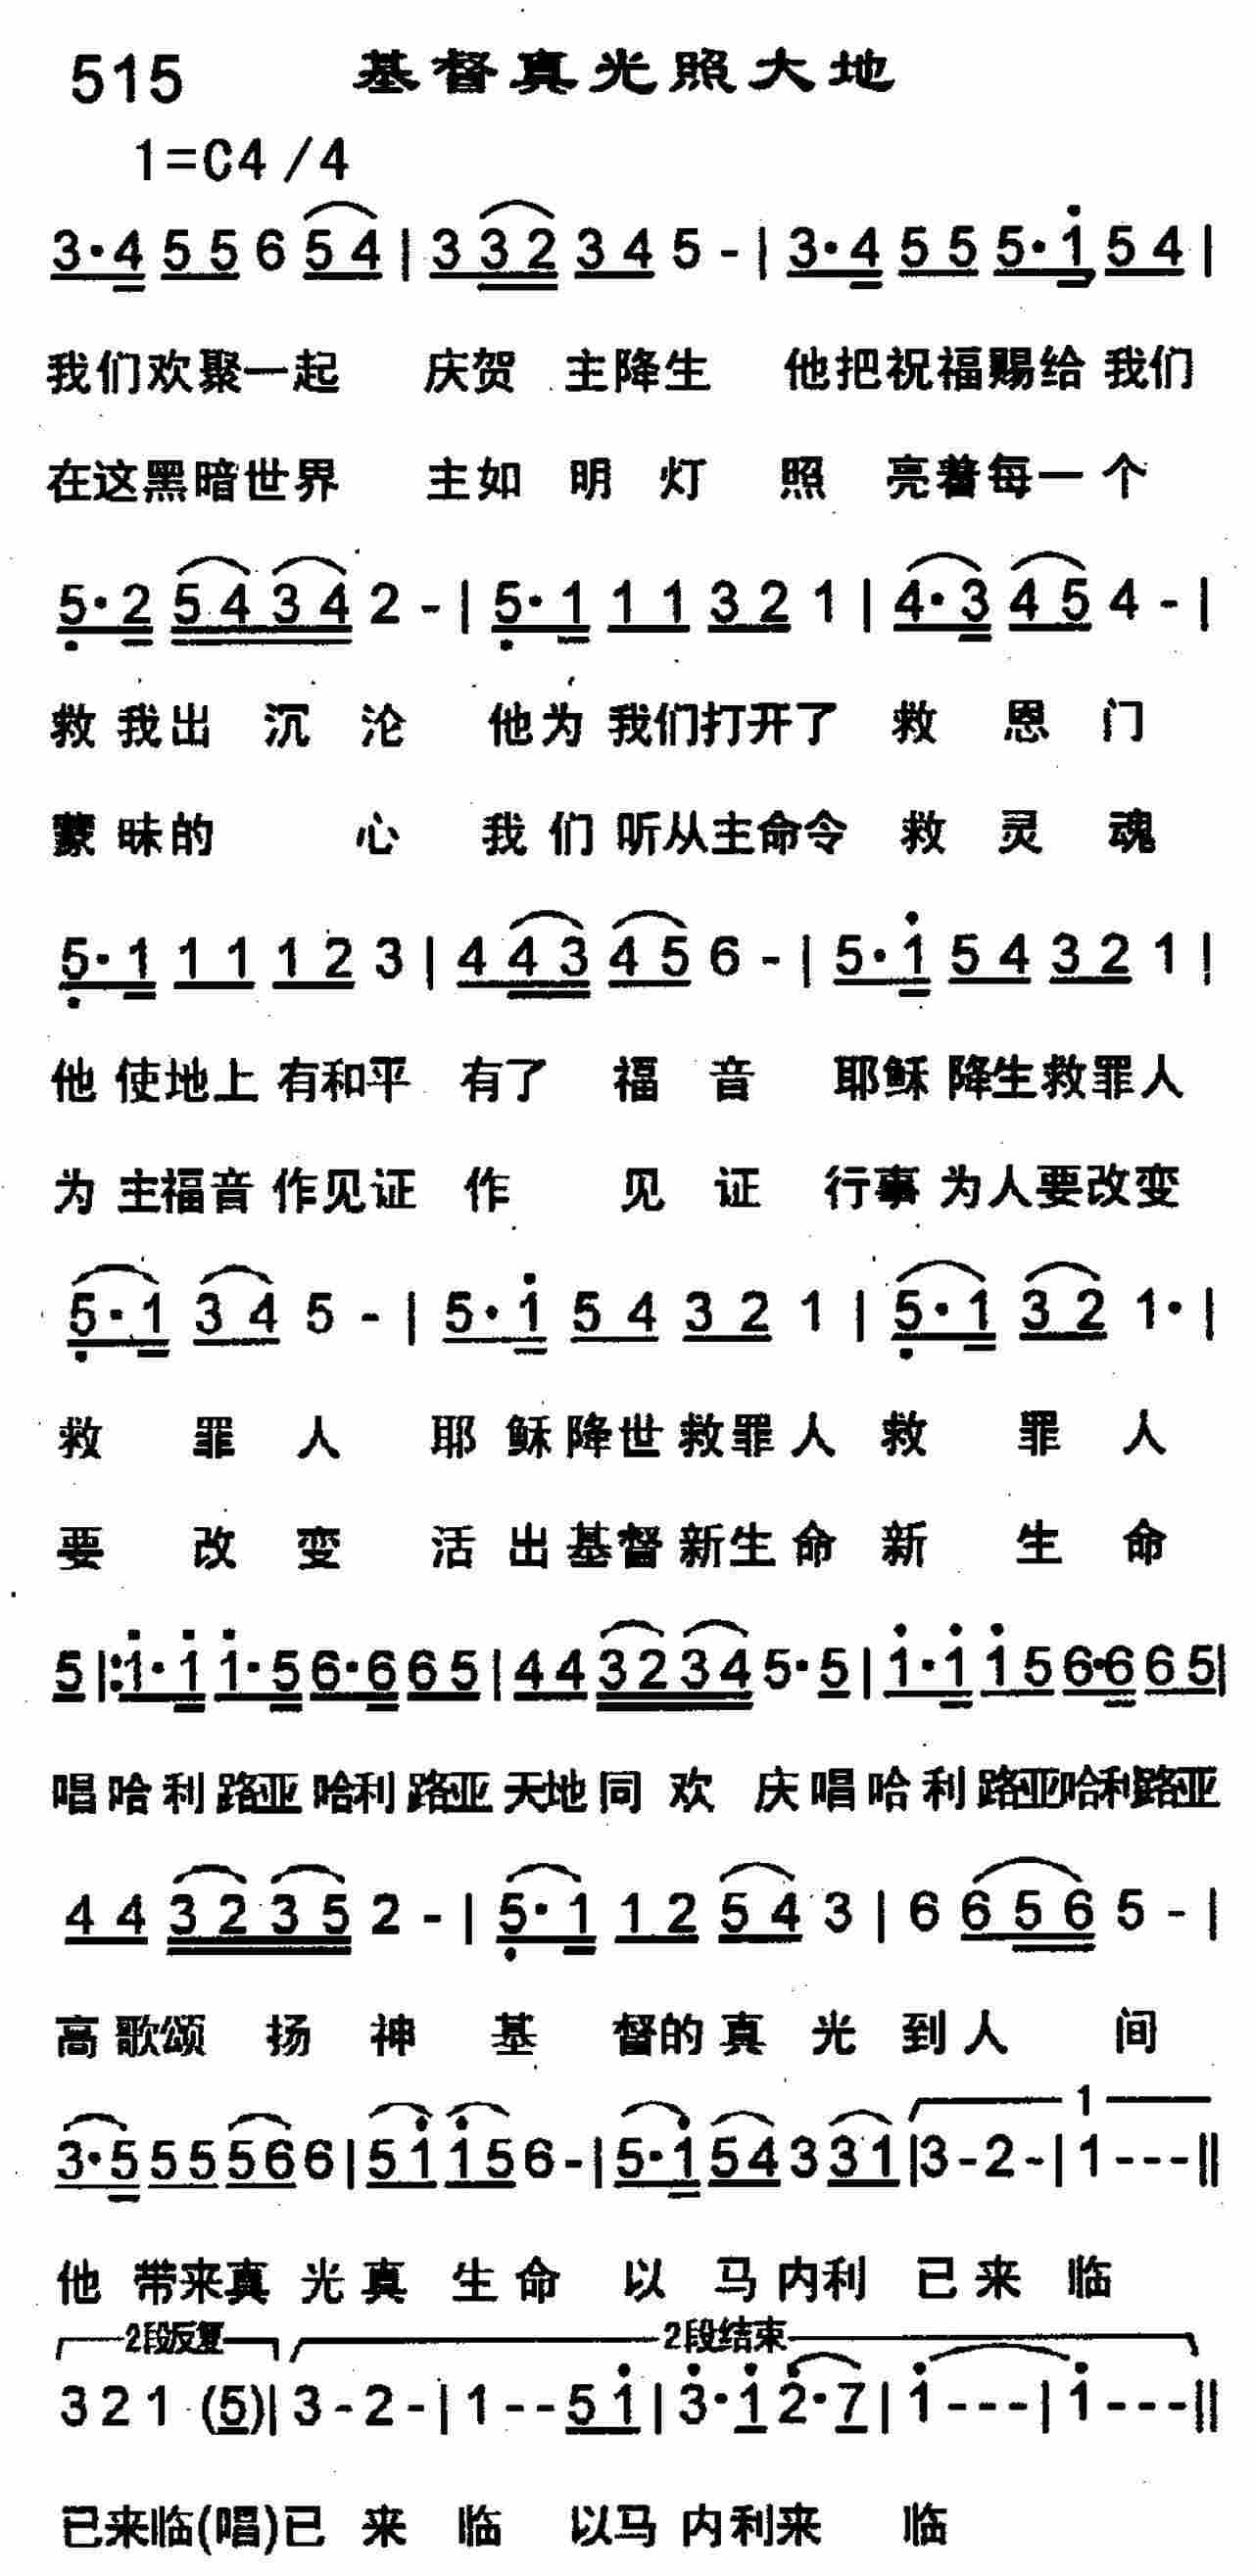 515 基督真光照大地
1=C4/4
3·4 5 5 6 5 4 | 3 3 2 3 4 5 - | 3·4 5 5 5·1̇ 5 4 |
我们欢聚一起 庆贺 主降生 他把祝福赐给 我们
在这黑暗世界 主如 明 灯 照 亮着每一个
5̣·2 5 4 3 4 2 - | 5̣·1 1 1 3 2 1 | 4·3 4 5 4 - |
救 我出 沉 沦 他为 我们打开了 救 恩 门
蒙 昧的 心 我 们 听从主命令 救 灵 魂
5̣·1 1 1 1 2 3 | 4 4 3 4 5 6 - | 5·1̇ 5 4 3 2 1 |
他 使地上 有和平 有了 福 音 耶稣 降生救罪人
为 主福音 作见证 作 见 证 行事 为人要改变
5̣·1 3 4 5 - | 5·1̇ 5 4 3 2 1 | 5̣·1 3 2 1· |
救 罪 人 耶 稣降世救罪人 救 罪 人
要 改 变 活 出基督新生命 新 生 命
5 |: 1̇·1̇ 1̇·5 6·6 6 5 | 4 4 3 2 3 4 5·5 | 1̇·1̇ 1̇ 5 6·6 6 5 |
唱哈利路亚哈利路亚天地同 欢 庆唱哈利路亚哈利路亚
4 4 3 2 3 5 2 - | 5̣·1 1 2 5 4 3 | 6 6 5 6 5 - |
高歌颂 扬 神 基 督的真 光 到人 间
3·5 5 5 5 6 6 | 5 1̇ 1̇ 5 6 - | 5·1̇ 5 4 3 3 1 | 1 3 - 2 - | 1 - - - ‖
他 带来真 光真 生命 以 马内利 已来 临
2段反复 2段结束
3 2 1 (5) | 3 - 2 - | 1 - - 5 1̇ | 3̇·1̇ 2̇·7 | 1̇ - - - | 1̇ - - - ‖
已来临(唱)已 来 临 以马 内利来 临